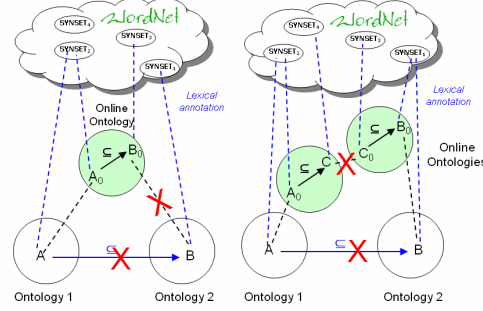 WordNet
SYNSET₄
SYNSET₃
SYNSET₂
SYNSET₁
Lexical
annotation
Online
Ontology
⊆
B₀
A₀
⊆
A
B
Ontology 1
Ontology 2
WordNet
SYNSET₄
SYNSET₃
SYNSET₂
Lexical
annotation
B₀
⊆
C₀
C
⊆
A₀
Online
Ontologies
⊆
A
B
Ontology 1
Ontology 2